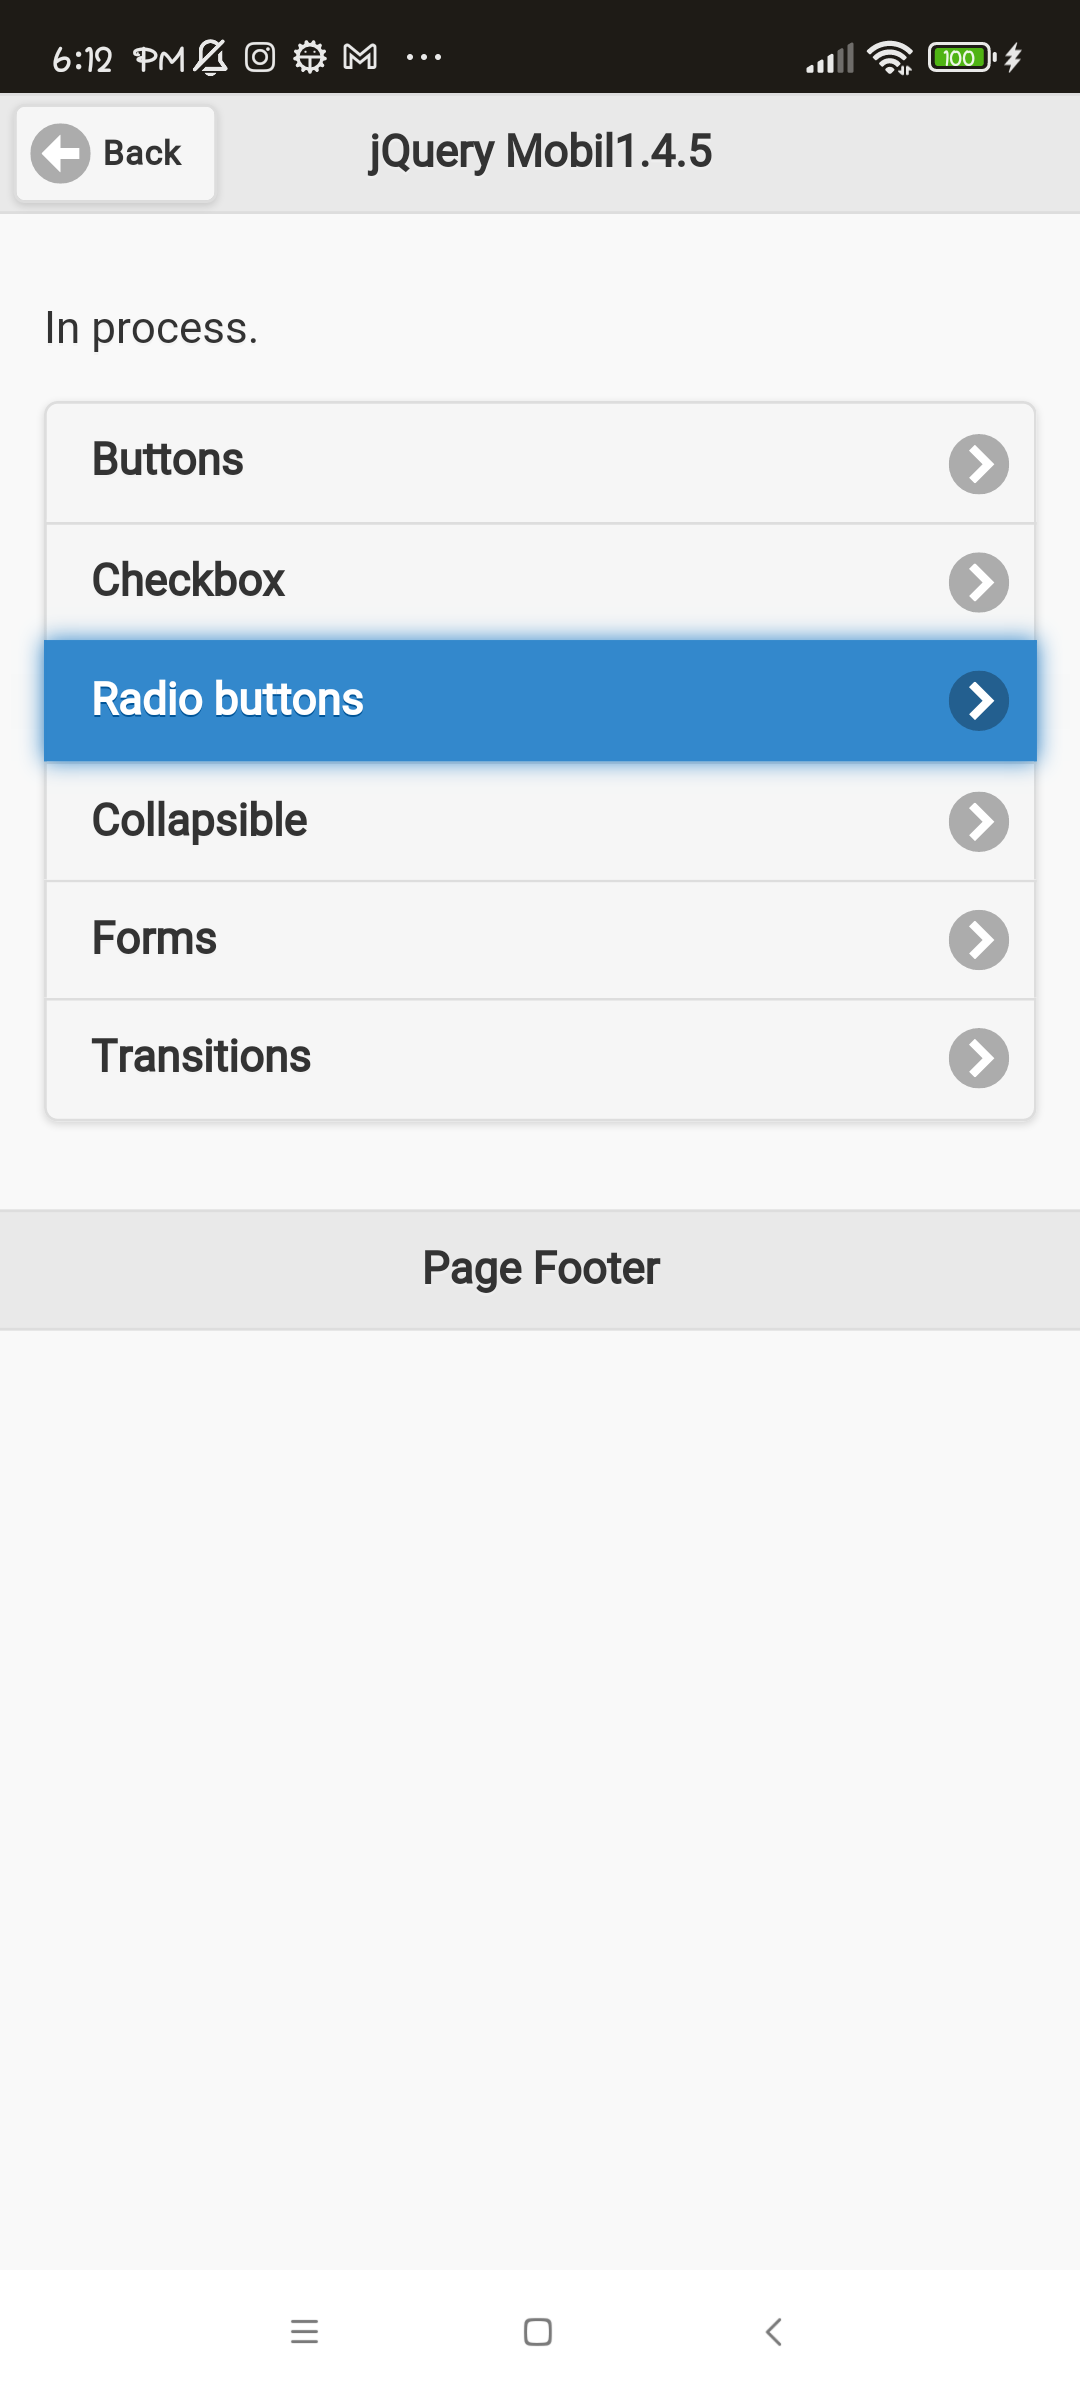 6:12 PM
100
Back
jQuery Mobil1.4.5
In process.
Buttons
Checkbox
Radio buttons
Collapsible
Forms
Transitions
Page Footer